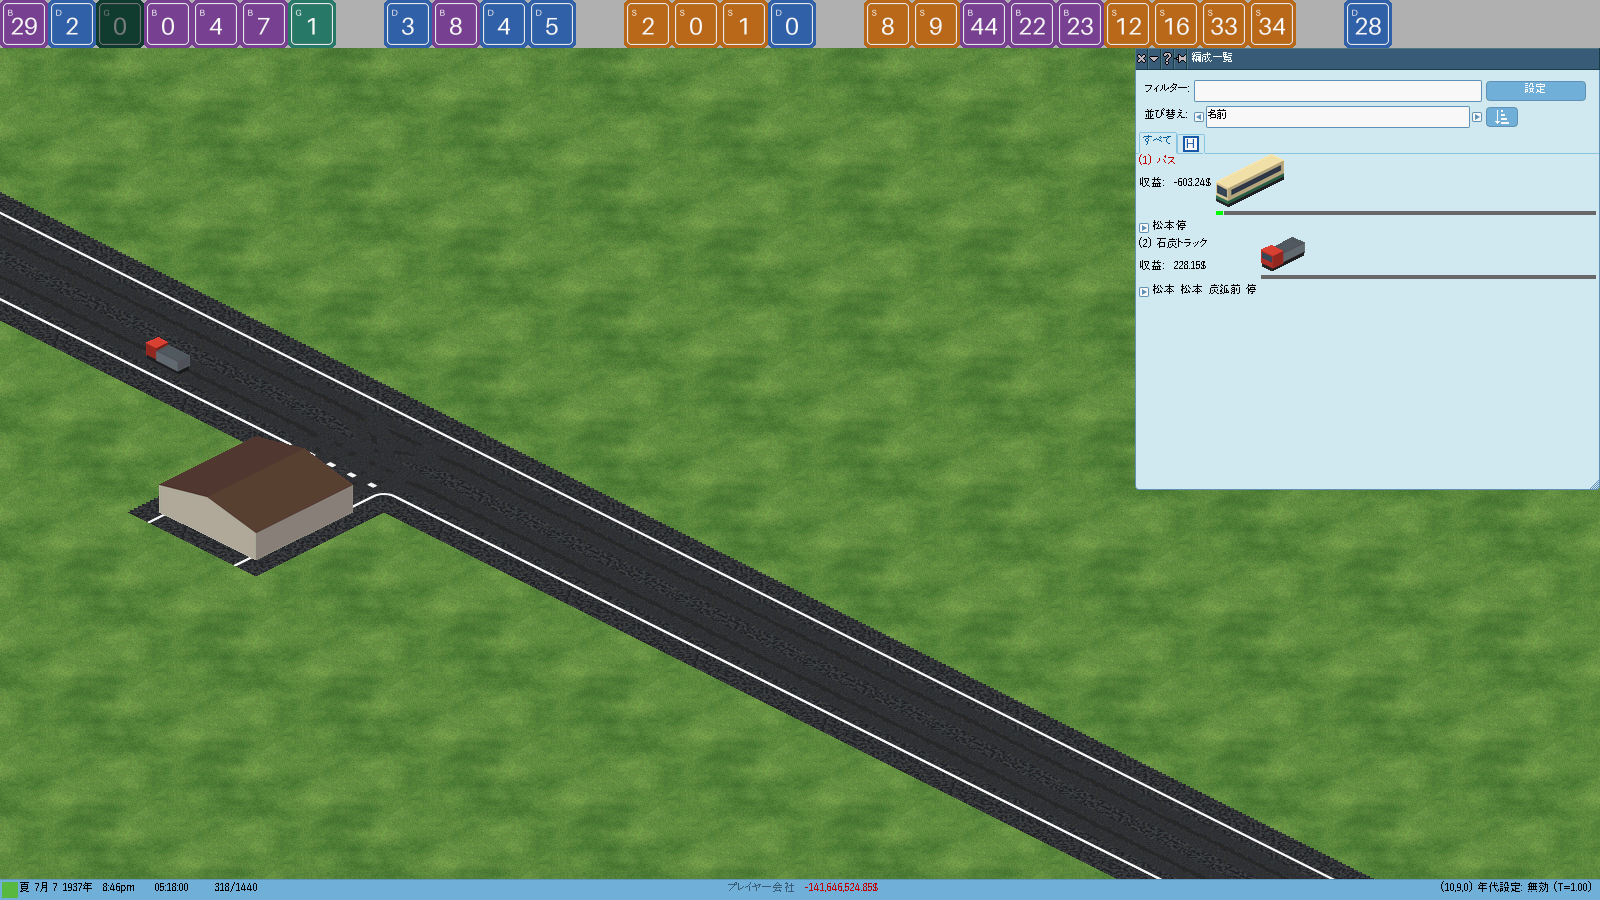 B 29 D 2 G 0 B 0 B 4 B 7 G 1 D 3 B 8 D 4 D 5 S 2 S 0 S 1 D 0 S 8 S 9 B 44 B 22 B 23 S 12 S 16 S 33 S 34 D 28
? 編成一覧
フィルター: 設定
並び替え: 名前
すべて H
(1) バス
収益: -603.24$
松本停
(2) 石炭トラック
収益: 228.15$
松本 松本 炭鉱前 停
夏 7月 7 1937年 8:46pm 05:18:00 318/1440 プレイヤー会社 -141,646,524.85$ (10,9,0) 年代設定: 無効 (T=1.00)